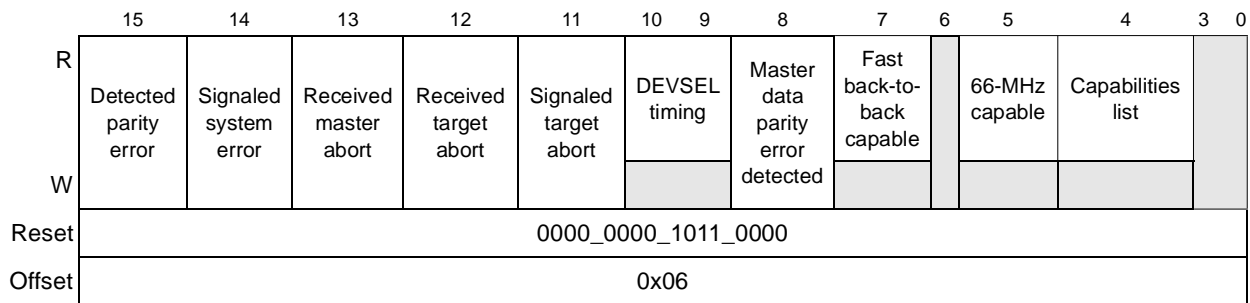 15 14 13 12 11 10 9 8 7 6 5 4 3 0
R
W
Detected
parity
error
Signaled
system
error
Received
master
abort
Received
target
abort
Signaled
target
abort
DEVSEL
timing
Master
data
parity
error
detected
Fast
back-to-
back
capable
66-MHz
capable
Capabilities
list
Reset 0000_0000_1011_0000
Offset 0x06